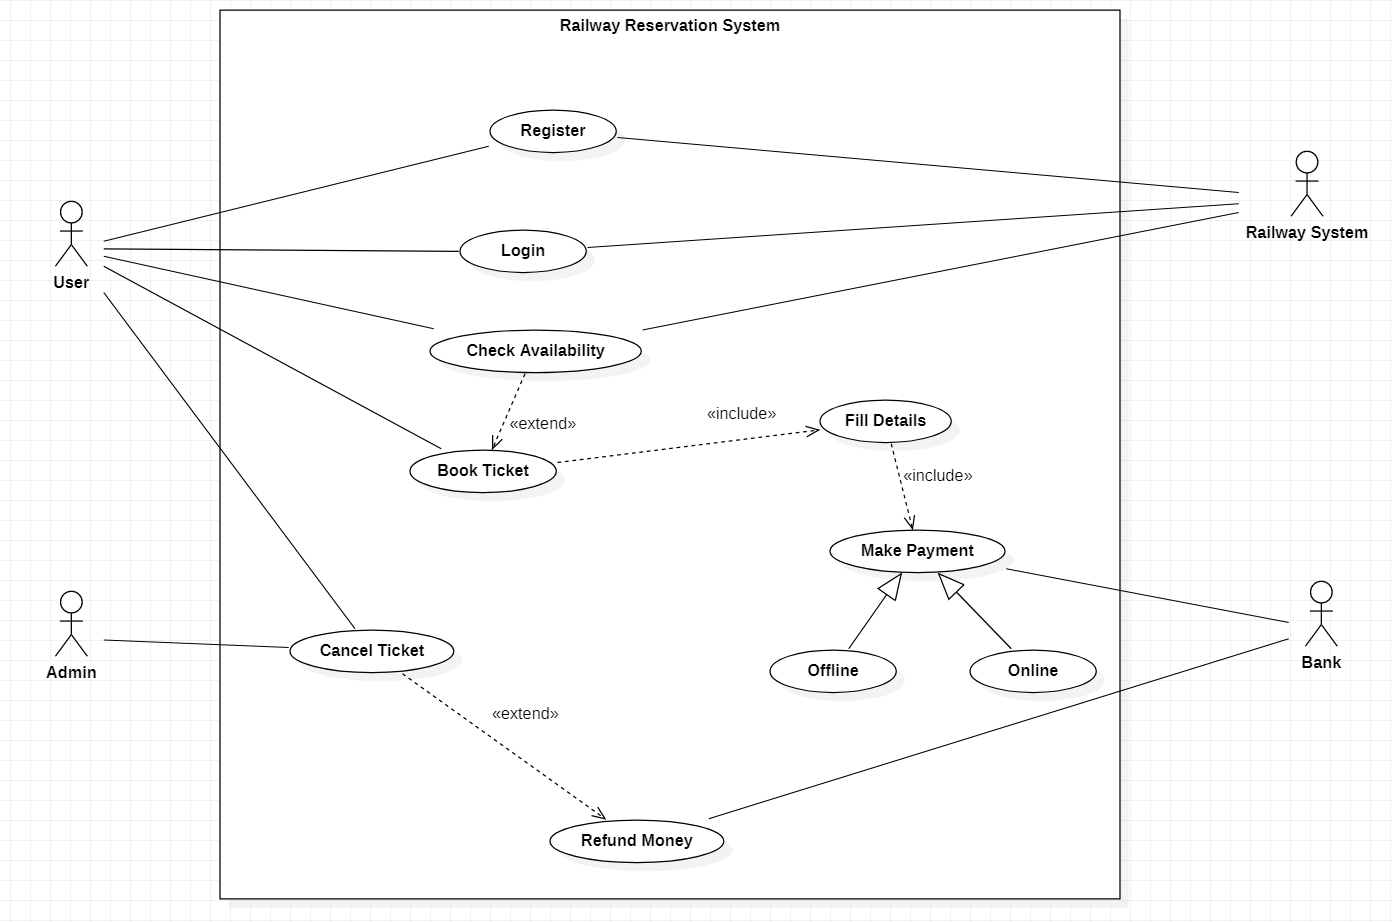 Railway Reservation System
Register
Railway System
Login
User
Check Availability
«extend»
«include»
Fill Details
Book Ticket
«include»
Make Payment
Cancel Ticket
Offline
Online
Bank
Admin
«extend»
Refund Money